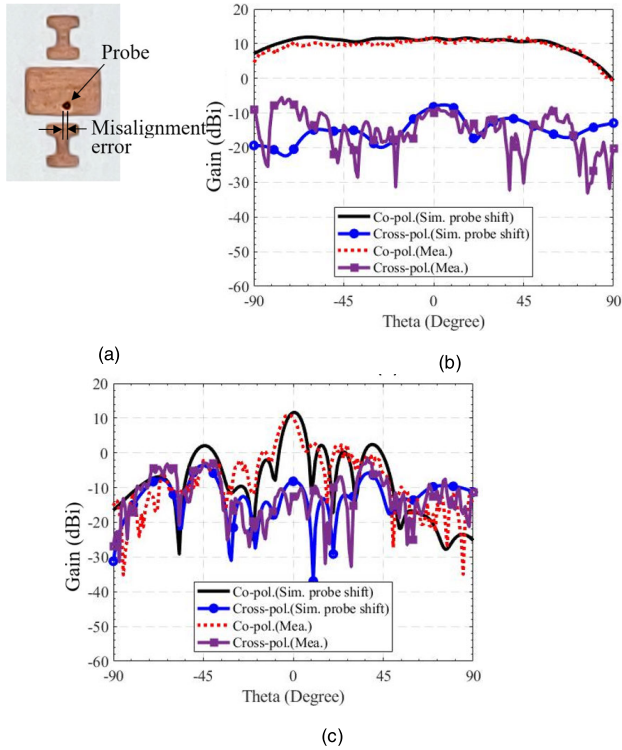 Probe
Misalignment
error
20
10
0
-10
-20
-30
-40
-50
-60
Gain (dBi)
Co-pol.(Sim. probe shift)
Cross-pol.(Sim. probe shift)
Co-pol.(Mea.)
Cross-pol.(Mea.)
-90
-45
0
45
90
Theta (Degree)
(a)
(b)
20
10
0
-10
-20
-30
-40
-50
-60
Gain (dBi)
Co-pol.(Sim. probe shift)
Cross-pol.(Sim. probe shift)
Co-pol.(Mea.)
Cross-pol.(Mea.)
-90
-45
0
45
90
Theta (Degree)
(c)